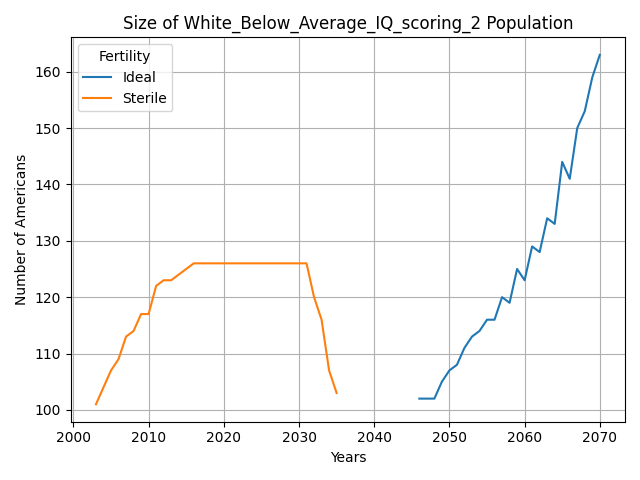 Size of White_Below_Average_IQ_scoring_2 Population
Fertility
Ideal
Sterile
Number of Americans
160
150
140
130
120
110
100
2000 2010 2020 2030 2040 2050 2060 2070
Years